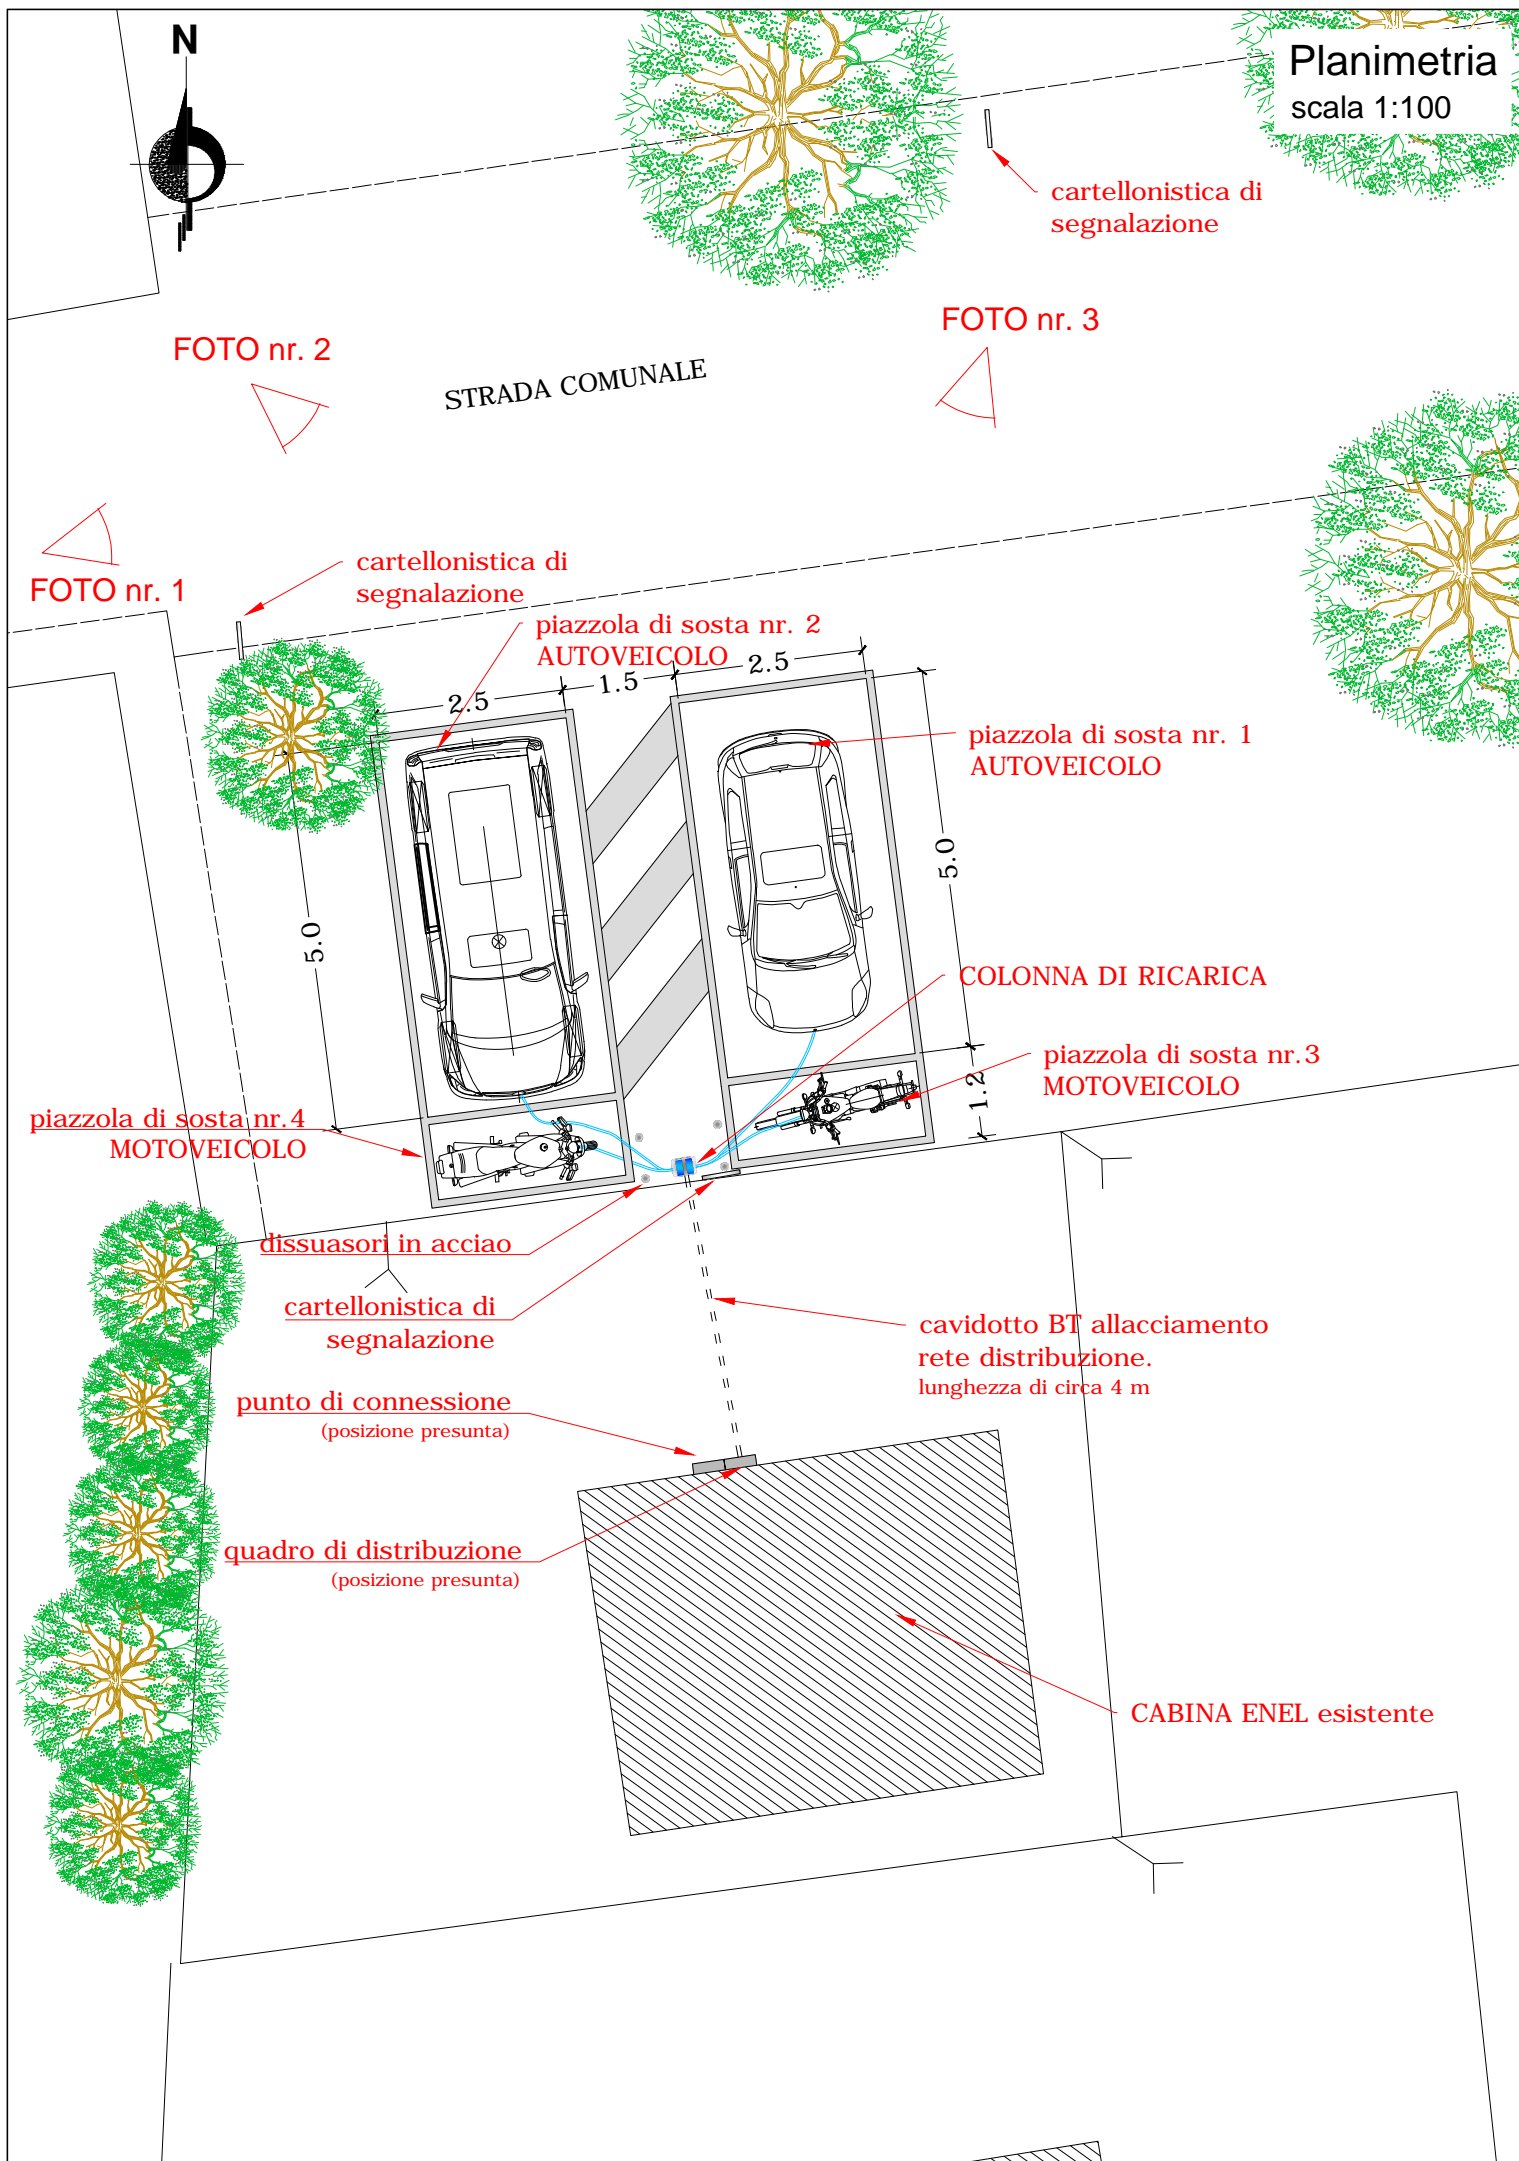 N
Planimetria
scala 1:100
cartellonistica di
segnalazione
FOTO nr. 3
FOTO nr. 2
STRADA COMUNALE
FOTO nr. 1
cartellonistica di
segnalazione
piazzola di sosta nr. 2
AUTOVEICOLO
2.5
1.5
2.5
piazzola di sosta nr. 1
AUTOVEICOLO
5.0
5.0
COLONNA DI RICARICA
piazzola di sosta nr.3
MOTOVEICOLO
1.2
piazzola di sosta nr.4
MOTOVEICOLO
dissuasori in acciao
cartellonistica di
segnalazione
cavidotto BT allacciamento
rete distribuzione.
lunghezza di circa 4 m
punto di connessione
(posizione presunta)
quadro di distribuzione
(posizione presunta)
CABINA ENEL esistente